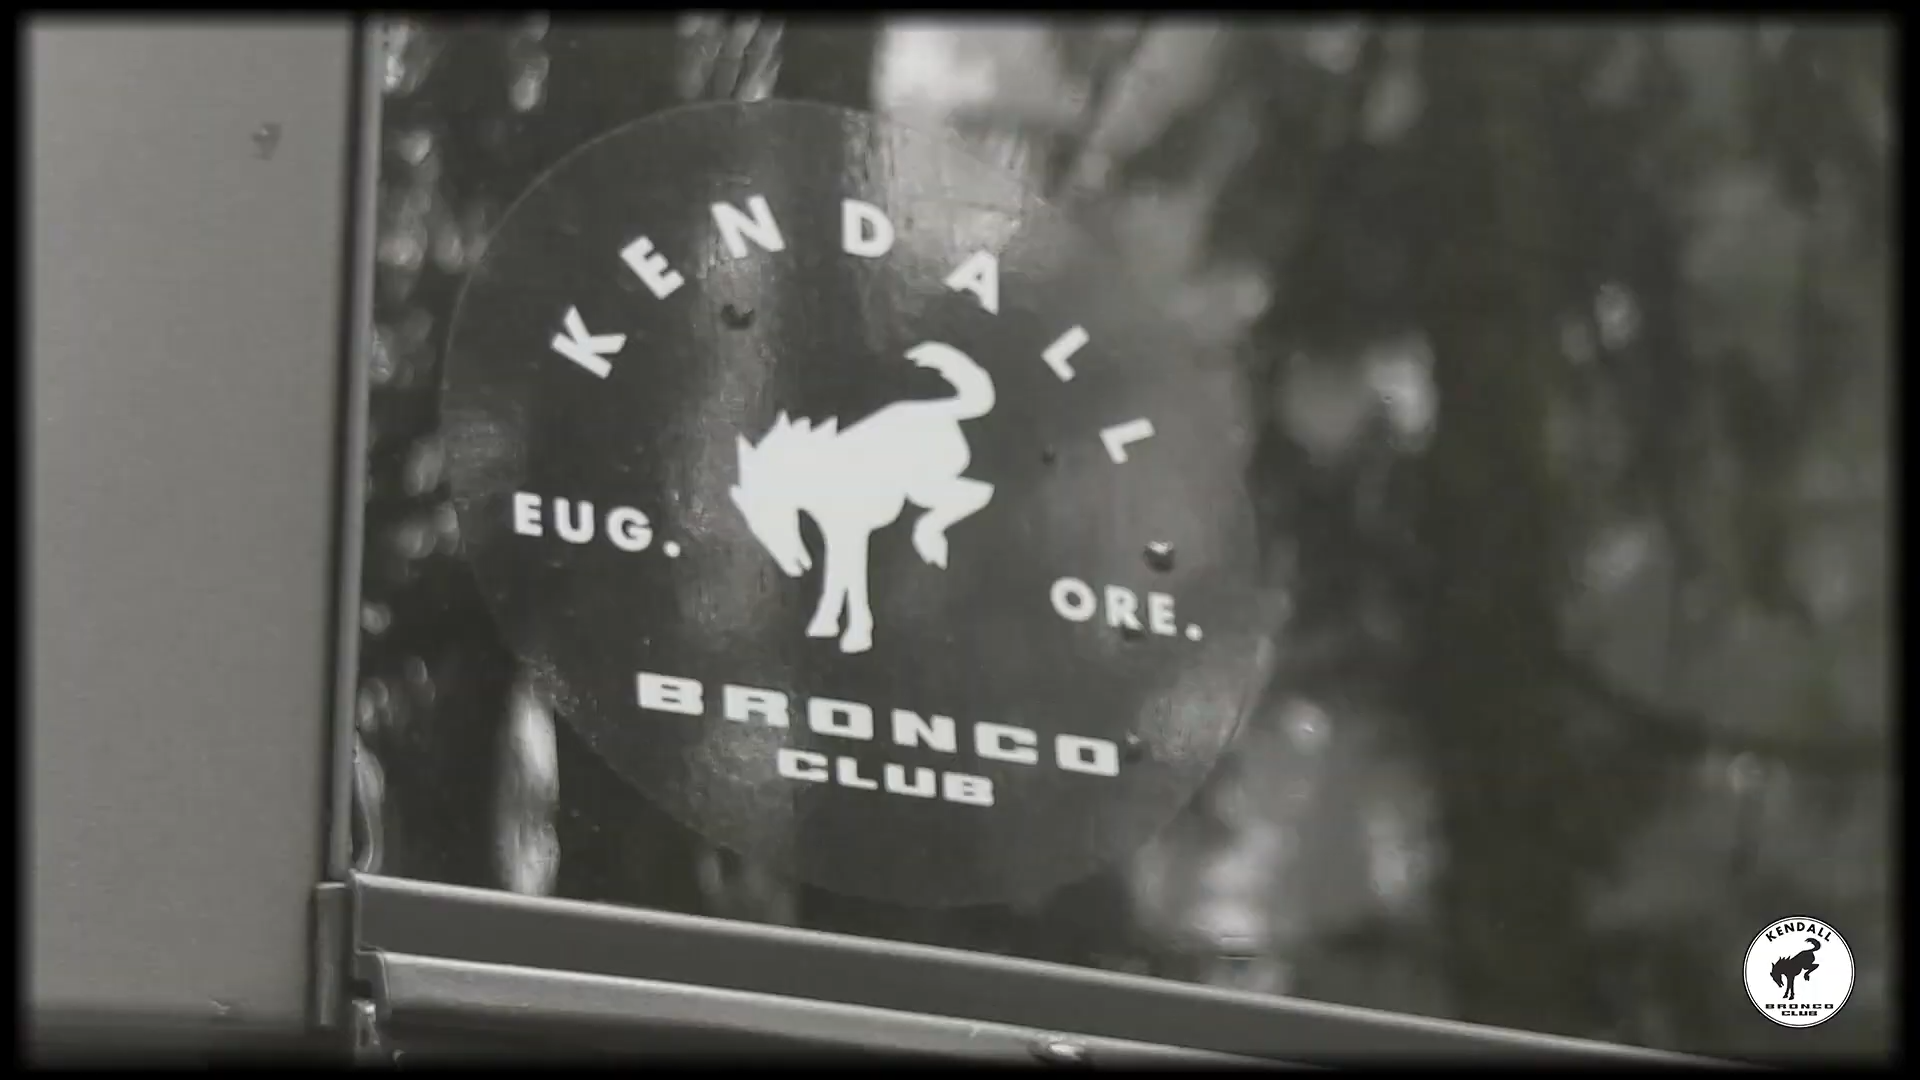 KENDALL
EUG. ORE.
BRONCO
CLUB
KENDALL
BRONCO
CLUB